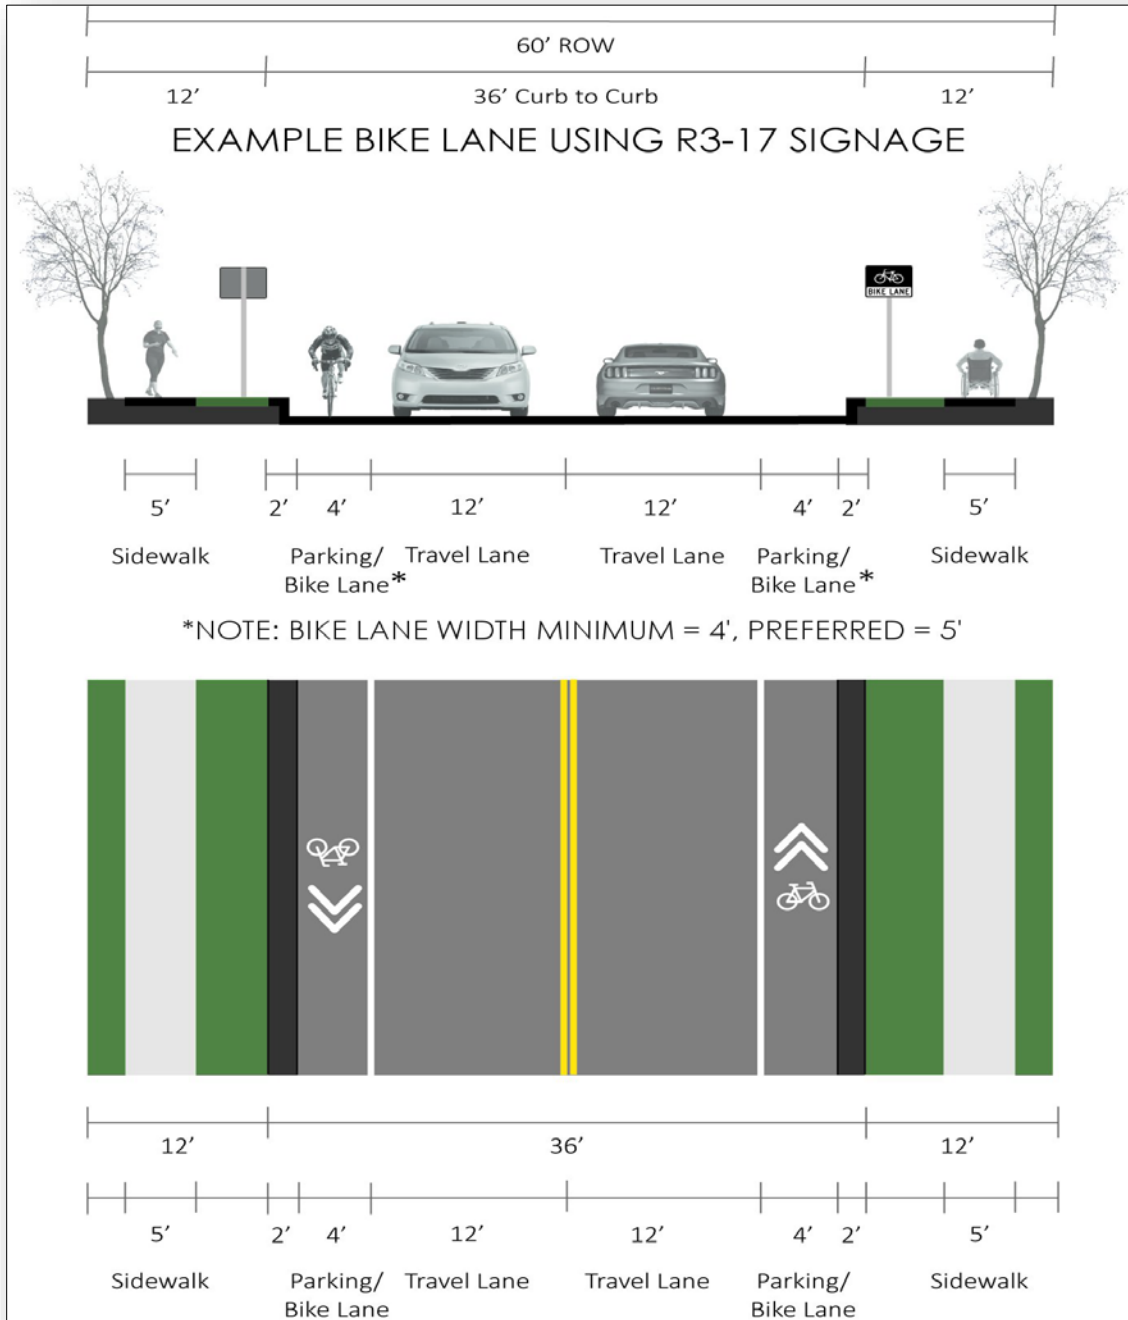 60’ ROW
12’ 36’ Curb to Curb 12’
EXAMPLE BIKE LANE USING R3-17 SIGNAGE
BIKE LANE
5’ 2’ 4’ 12’ 12’ 4’ 2’ 5’
Sidewalk Parking/ Travel Lane Travel Lane Parking/ Sidewalk
Bike Lane* Bike Lane*
*NOTE: BIKE LANE WIDTH MINIMUM = 4', PREFERRED = 5'
12’ 36’ 12’
5’ 2’ 4’ 12’ 12’ 4’ 2’ 5’
Sidewalk Parking/ Travel Lane Travel Lane Parking/ Sidewalk
Bike Lane Bike Lane